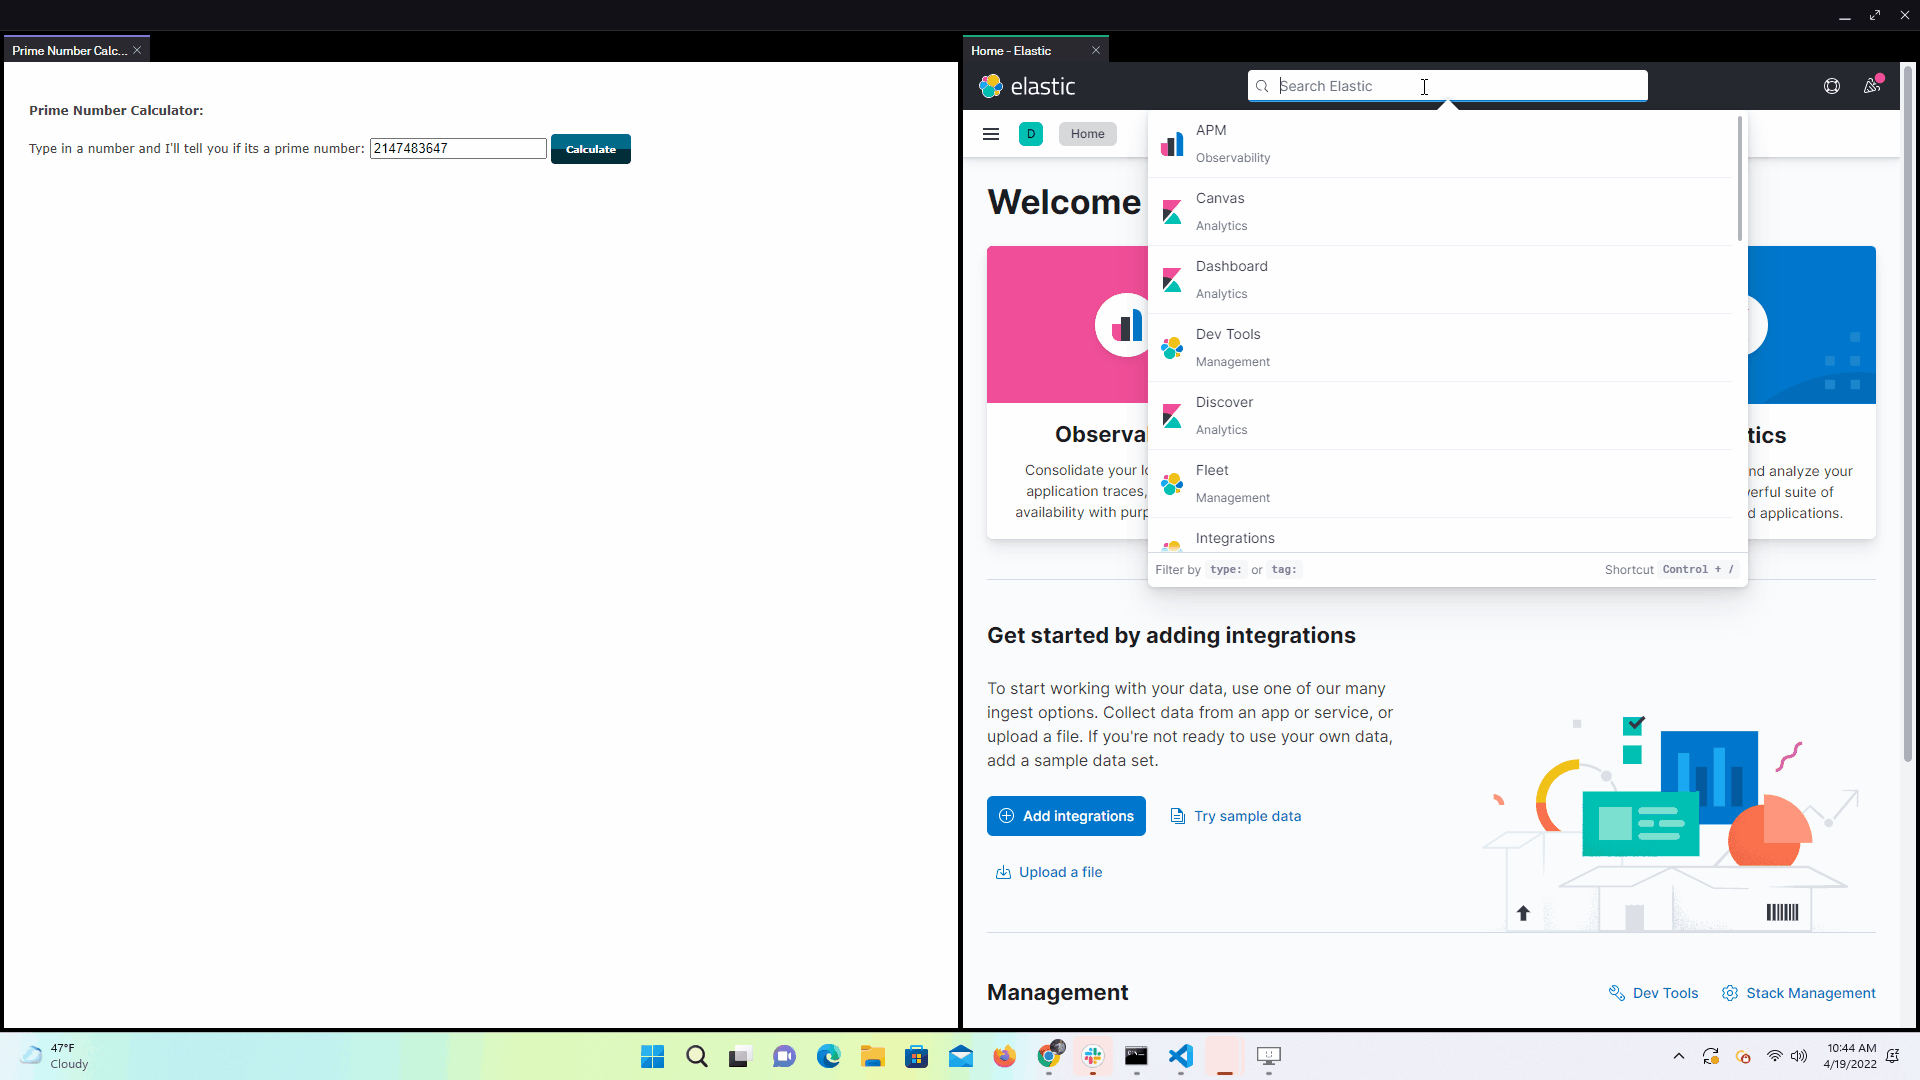 Prime Number Calc...
Prime Number Calculator:
Type in a number and I'll tell you if its a prime number: 2147483647 Calculate
Home - Elastic
elastic
Search Elastic
D
Home
Welcome
APM
Observability
Canvas
Analytics
Dashboard
Analytics
Dev Tools
Management
Discover
Analytics
Fleet
Management
Integrations
Filter by type: or tag:
Shortcut Control + /
Observa
Consolidate your lo
application traces,
availability with purp
tics
nd analyze your
erful suite of
d applications.
Get started by adding integrations
To start working with your data, use one of our many
ingest options. Collect data from an app or service, or
upload a file. If you're not ready to use your own data,
add a sample data set.
Add integrations
Try sample data
Upload a file
Management
Dev Tools
Stack Management
47°F
Cloudy
10:44 AM
4/19/2022